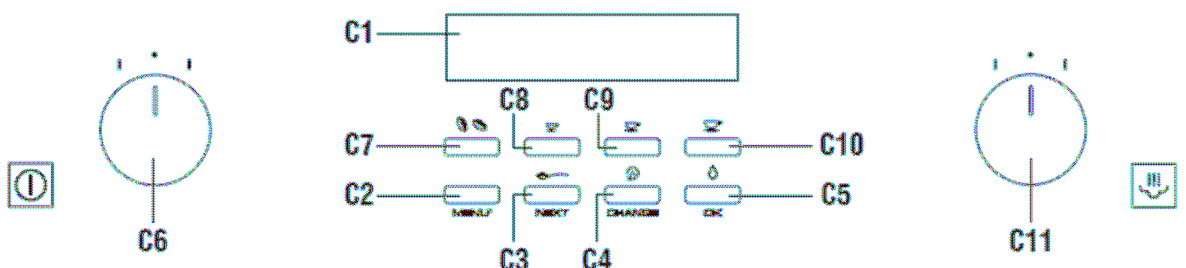 C1
C8 C9
C7 C10
C2 C5
MENU NEXT CHANGE OK
C6 C3 C4 C11